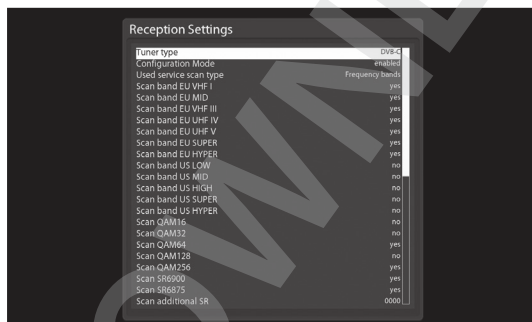 Reception Settings
Tuner type DVB-C
Configuration Mode enabled
Used service scan type Frequency bands
Scan band EU VHF I yes
Scan band EU MID yes
Scan band EU VHF III yes
Scan band EU UHF IV yes
Scan band EU UHF V yes
Scan band EU SUPER yes
Scan band EU HYPER yes
Scan band US LOW no
Scan band US MID no
Scan band US HIGH no
Scan band US SUPER no
Scan band US HYPER no
Scan QAM16 no
Scan QAM32 no
Scan QAM64 yes
Scan QAM128 no
Scan QAM256 yes
Scan SR6900 yes
Scan SR6875 yes
Scan additional SR 0000